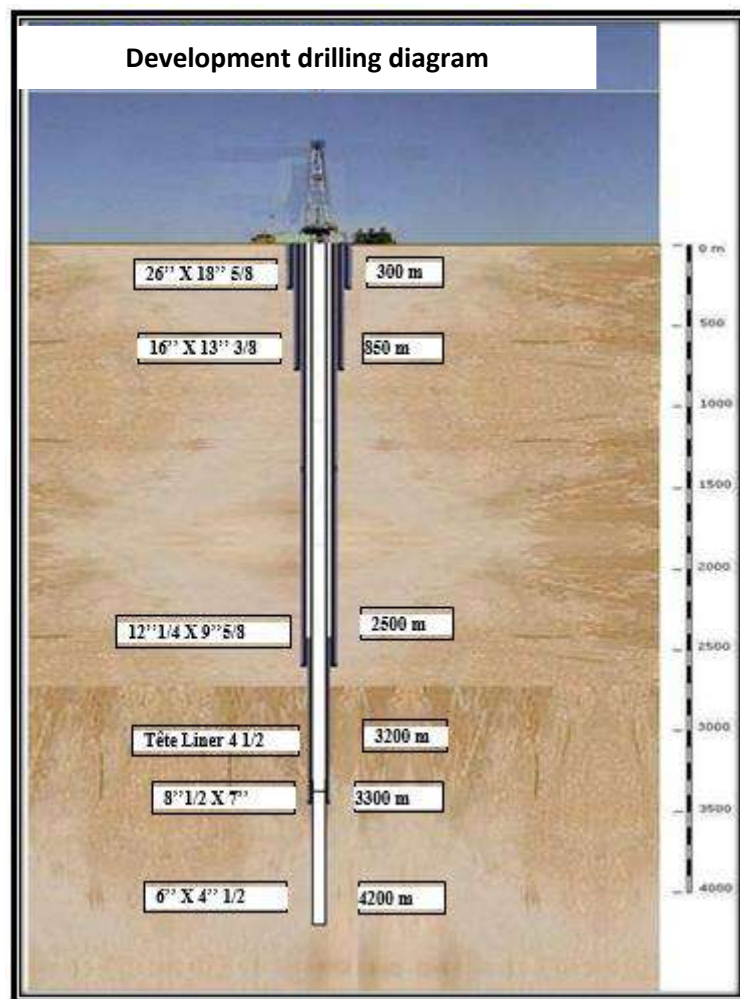 Development drilling diagram
0 m
26’’ X 18’’ 5/8
300 m
500
16’’ X 13’’ 3/8
850 m
1000
1500
2000
12’’1/4 X 9’’5/8
2500 m
2500
Tête Liner 4 1/2
3200 m
3000
8’’1/2 X 7’’
3300 m
3500
6’’ X 4’’ 1/2
4200 m
4000